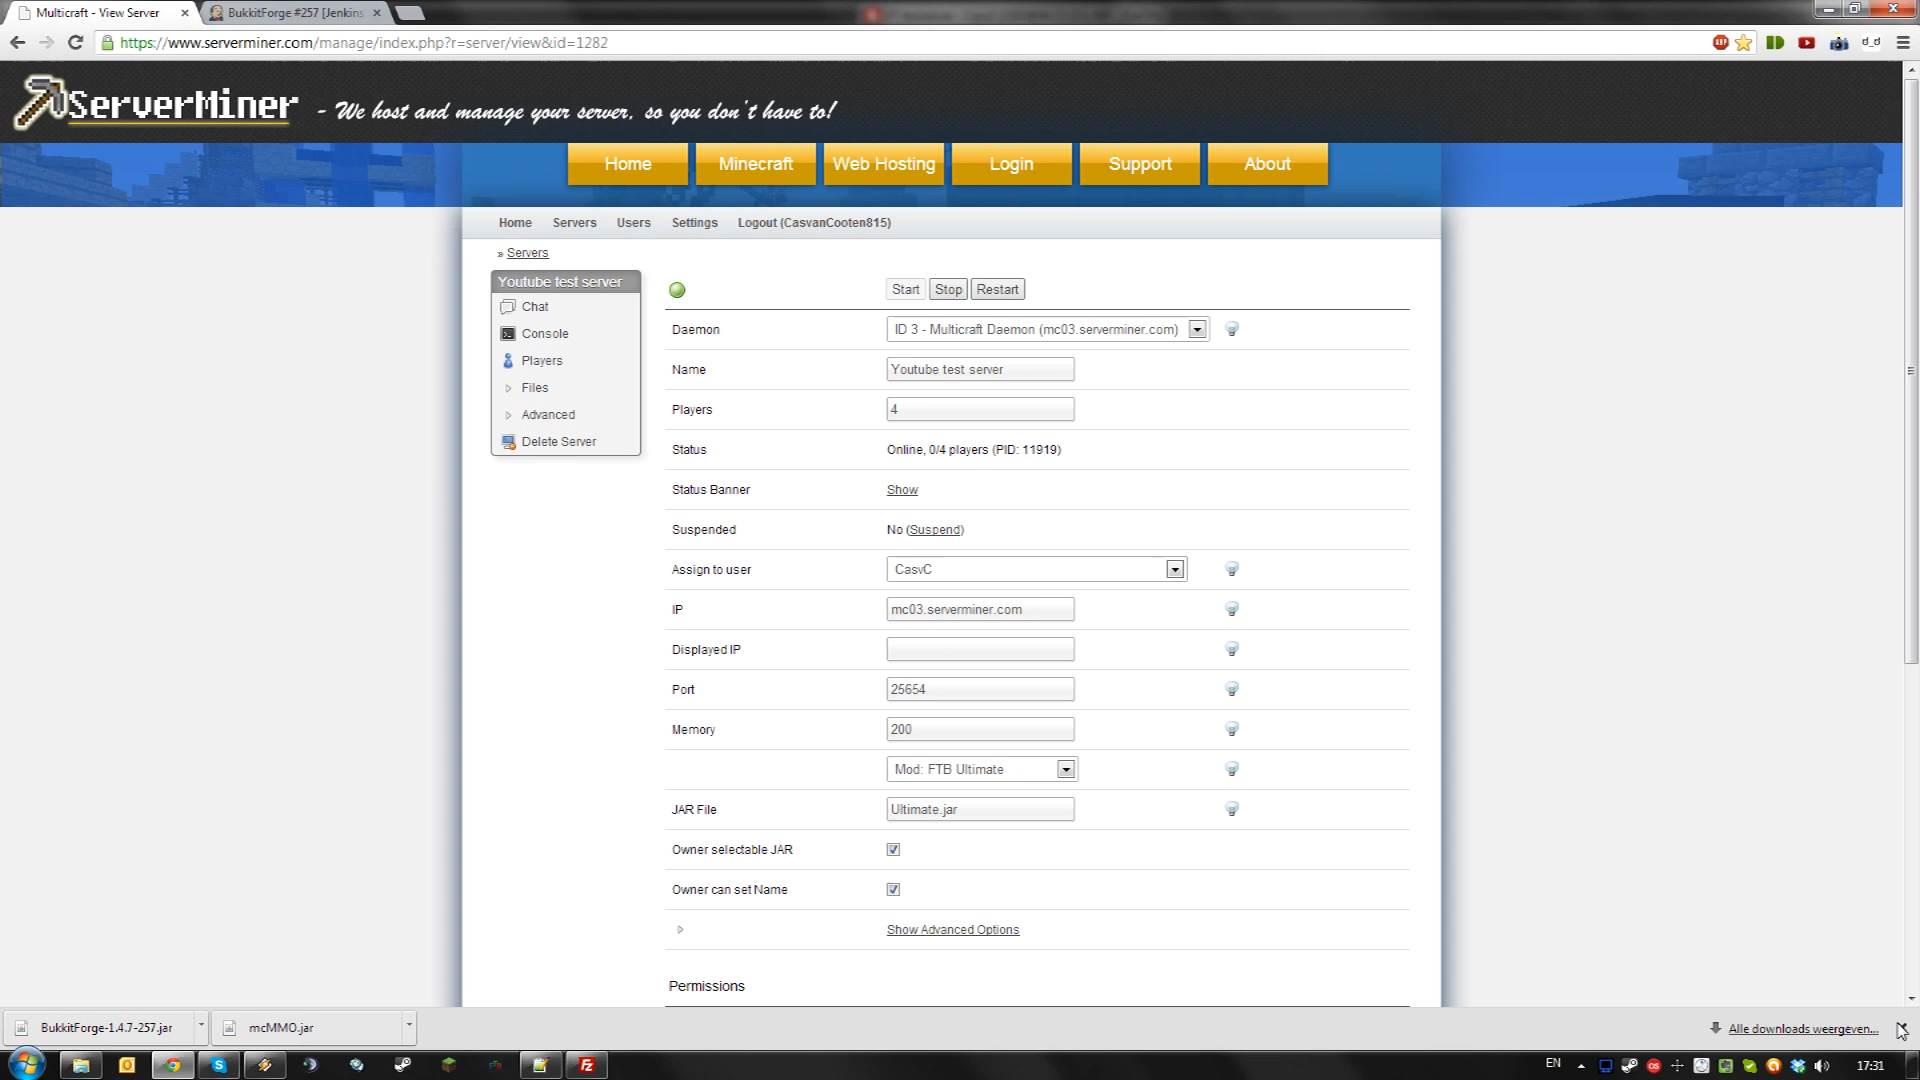 Multicraft - View Server
BukkitForge #257 [Jenkins
https://www.serverminer.com/manage/index.php?r=server/view&id=1282
ABP
d_d
ServerMiner - We host and manage your server, so you don't have to!
Home Minecraft Web Hosting Login Support About
Home Servers Users Settings Logout (CasvanCooten815)
» Servers
Youtube test server
Chat
Console
Players
Files
Advanced
Delete Server
Start Stop Restart
Daemon ID 3 - Multicraft Daemon (mc03.serverminer.com)
Name Youtube test server
Players 4
Status Online, 0/4 players (PID: 11919)
Status Banner Show
Suspended No (Suspend)
Assign to user CasvC
IP mc03.serverminer.com
Displayed IP
Port 25654
Memory 200
Mod: FTB Ultimate
JAR File Ultimate.jar
Owner selectable JAR
Owner can set Name
Show Advanced Options
Permissions
BukkitForge-1.4.7-257.jar mcMMO.jar Alle downloads weergeven...
EN 17:31